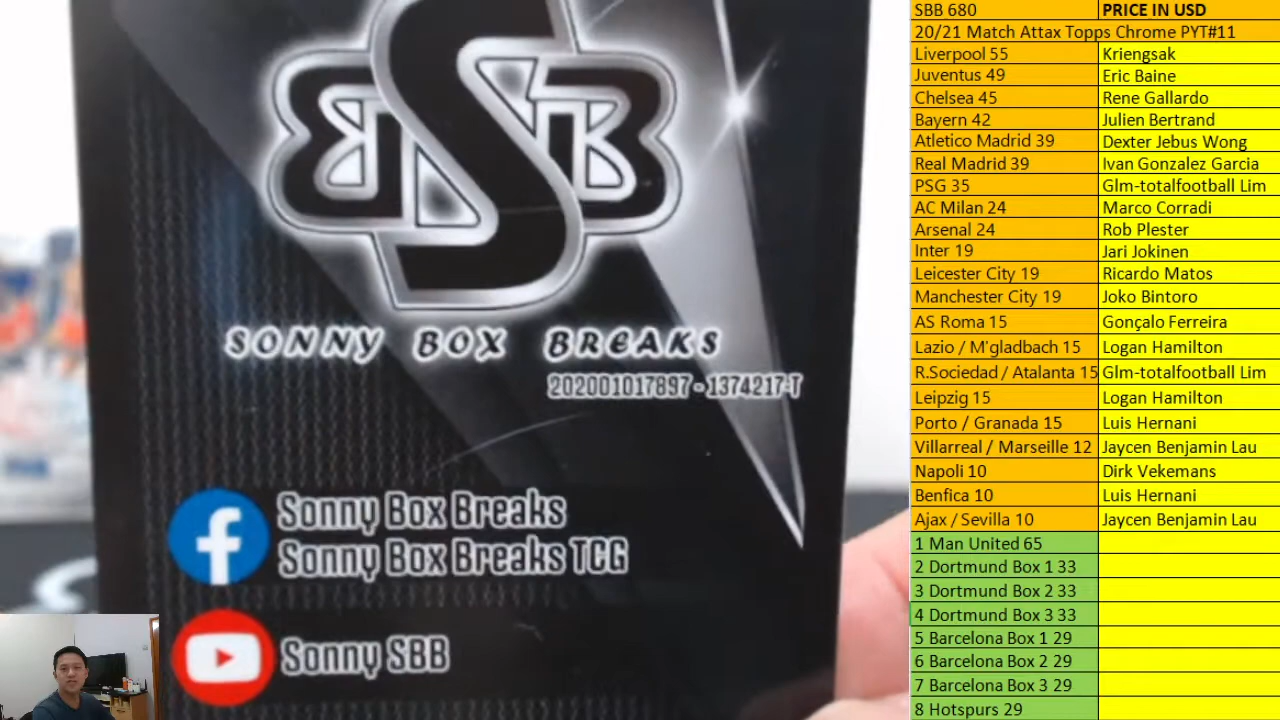 SBB
SONNY BOX BREAKS
202001017897 - 1374217-T
Sonny Box Breaks
Sonny Box Breaks TCG
Sonny SBB
SBB 680 PRICE IN USD
20/21 Match Attax Topps Chrome PYT#11
Liverpool 55 Kriengsak
Juventus 49 Eric Baine
Chelsea 45 Rene Gallardo
Bayern 42 Julien Bertrand
Atletico Madrid 39 Dexter Jebus Wong
Real Madrid 39 Ivan Gonzalez Garcia
PSG 35 Glm-totalfootball Lim
AC Milan 24 Marco Corradi
Arsenal 24 Rob Plester
Inter 19 Jari Jokinen
Leicester City 19 Ricardo Matos
Manchester City 19 Joko Bintoro
AS Roma 15 Gonçalo Ferreira
Lazio / M'gladbach 15 Logan Hamilton
R.Sociedad / Atalanta 15 Glm-totalfootball Lim
Leipzig 15 Logan Hamilton
Porto / Granada 15 Luis Hernani
Villarreal / Marseille 12 Jaycen Benjamin Lau
Napoli 10 Dirk Vekemans
Benfica 10 Luis Hernani
Ajax / Sevilla 10 Jaycen Benjamin Lau
1 Man United 65
2 Dortmund Box 1 33
3 Dortmund Box 2 33
4 Dortmund Box 3 33
5 Barcelona Box 1 29
6 Barcelona Box 2 29
7 Barcelona Box 3 29
8 Hotspurs 29